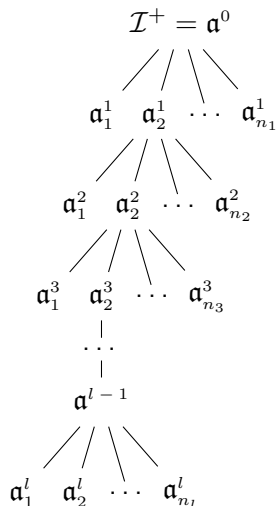 𝓘⁺ = 𝔞⁰
𝔞¹₁ 𝔞¹₂ ⋯ 𝔞¹ₙ₁
𝔞²₁ 𝔞²₂ ⋯ 𝔞²ₙ₂
𝔞³₁ 𝔞³₂ ⋯ 𝔞³ₙ₃
⋯
𝔞ˡ⁻¹
𝔞ˡ₁ 𝔞ˡ₂ ⋯ 𝔞ˡₙₗ